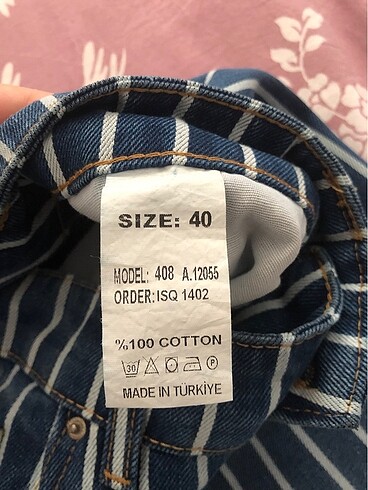 SIZE: 40
MODEL: 408 A.12055
ORDER: ISQ 1402
%100 COTTON
30 P
MADE IN TÜRKİYE